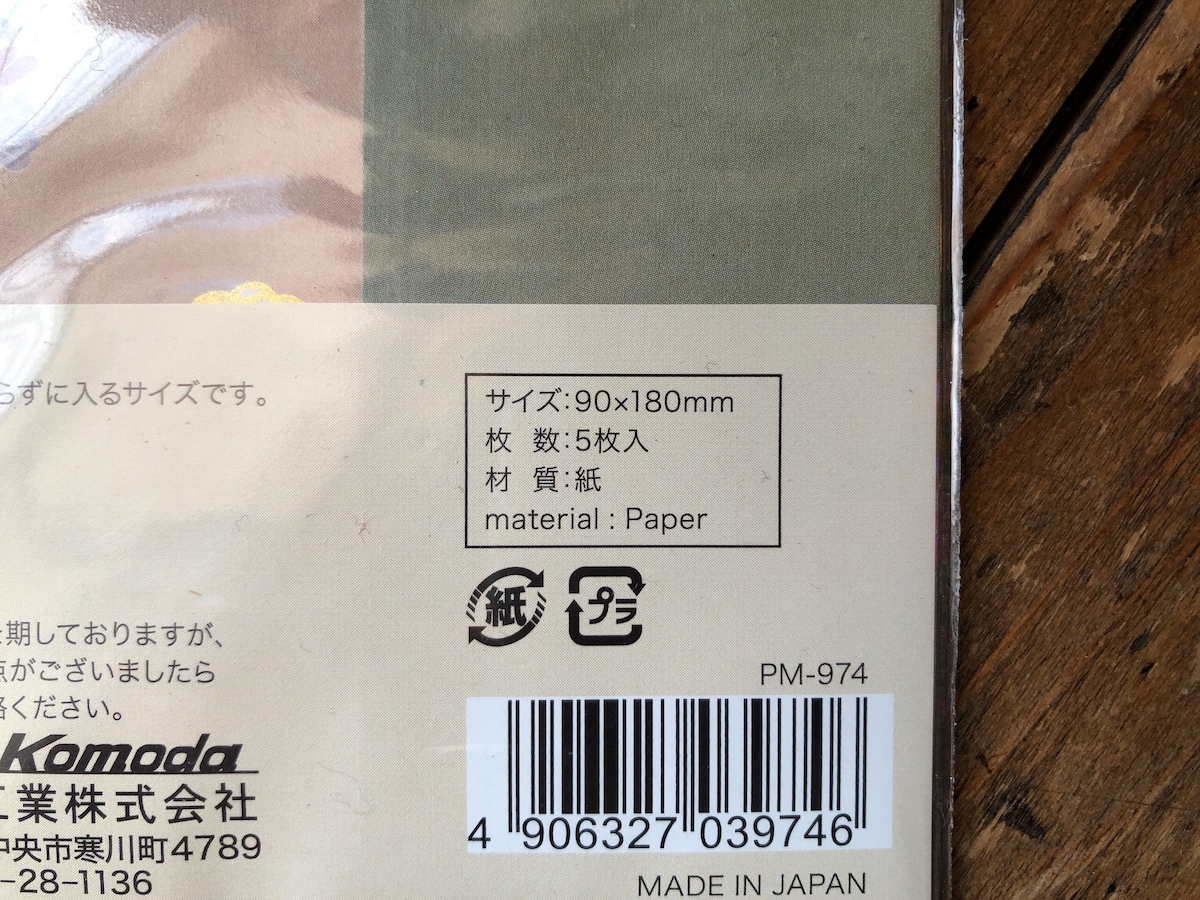 らずに入るサイズです。
サイズ:90×180mm
枚 数:5枚入
材 質:紙
material : Paper
紙
プラ
期しておりますが、
点がございましたら
絡ください。
PM-974
Komoda
工業株式会社
中央市寒川町4789
-28-1136
4 906327 039746
MADE IN JAPAN